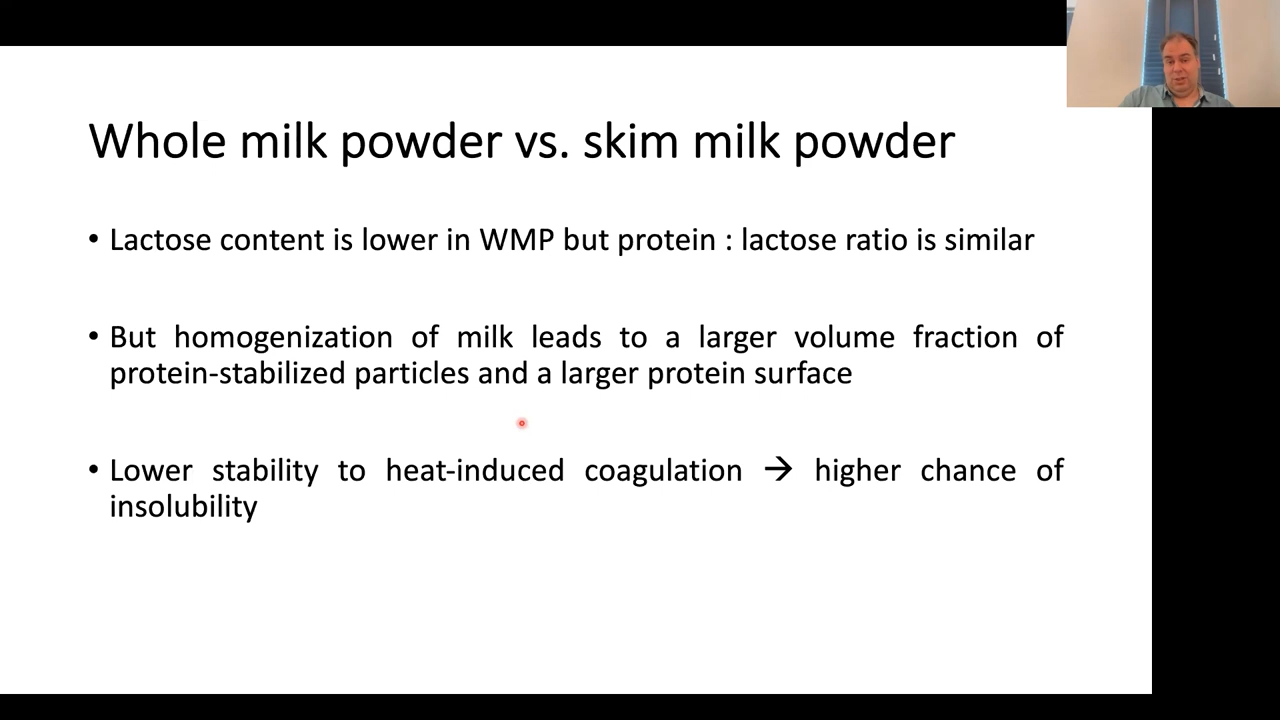 Whole milk powder vs. skim milk powder
• Lactose content is lower in WMP but protein : lactose ratio is similar
• But homogenization of milk leads to a larger volume fraction of
protein-stabilized particles and a larger protein surface
• Lower stability to heat-induced coagulation → higher chance of
insolubility